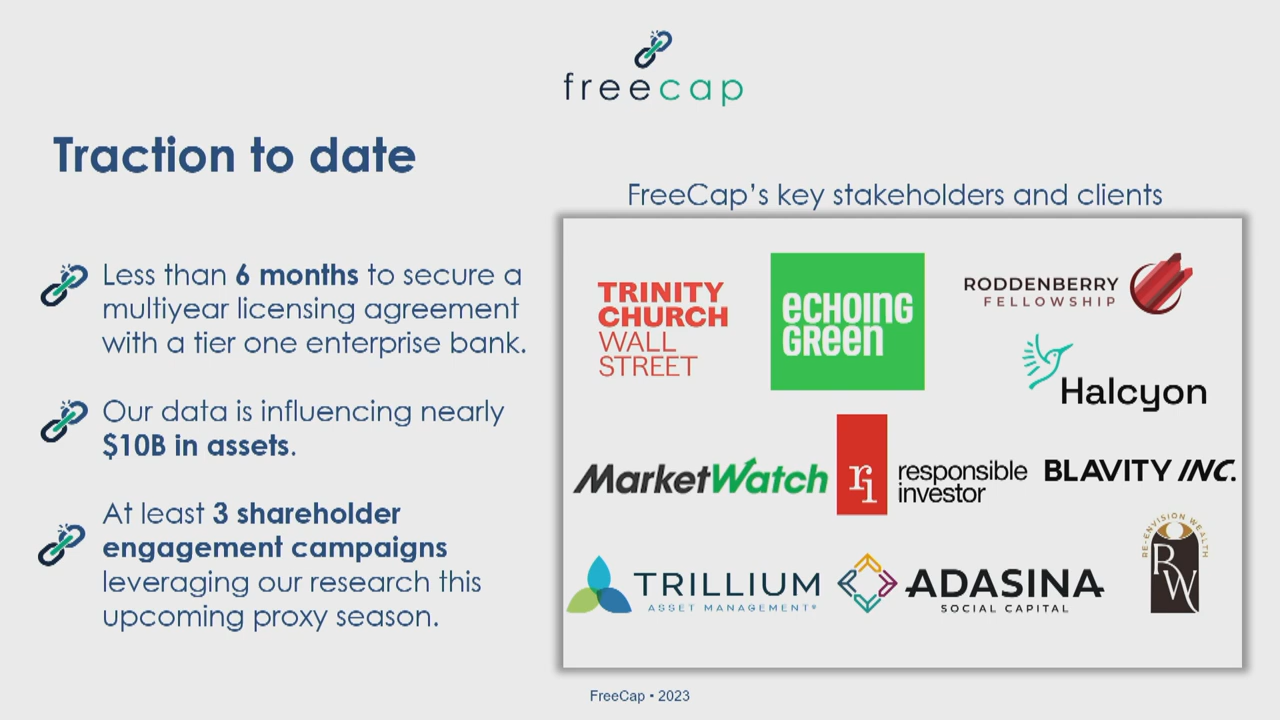 freecap
Traction to date
FreeCap's key stakeholders and clients
Less than 6 months to secure a
multiyear licensing agreement
with a tier one enterprise bank.
Our data is influencing nearly
$10B in assets.
At least 3 shareholder
engagement campaigns
leveraging our research this
upcoming proxy season.
TRINITY
CHURCH
WALL
STREET
echoing
green
RODDENBERRY
FELLOWSHIP
Halcyon
MarketWatch
ri
responsible
investor
BLAVITY INC.
TRILLIUM
ASSET MANAGEMENT®
ADASINA
SOCIAL CAPITAL
RE-ENVISION WEALTH
RW
FreeCap • 2023